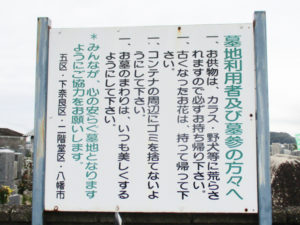 墓地利用者及び墓参の方々へ
一、お供物は、カラス・野犬等に荒らさ
れますので必ずお持ち帰り下さい。
一、古くなったお花は、持って帰って下
さい。
一、コンテナの周辺にゴミを捨てないよ
うにして下さい。
一、お墓のまわりは、いつも美しくする
ようにして下さい。
＊みんなが、心の安らぐ墓地となります
ようにご協力をお願いします。
五区・下奈良区・二階堂区・八幡市